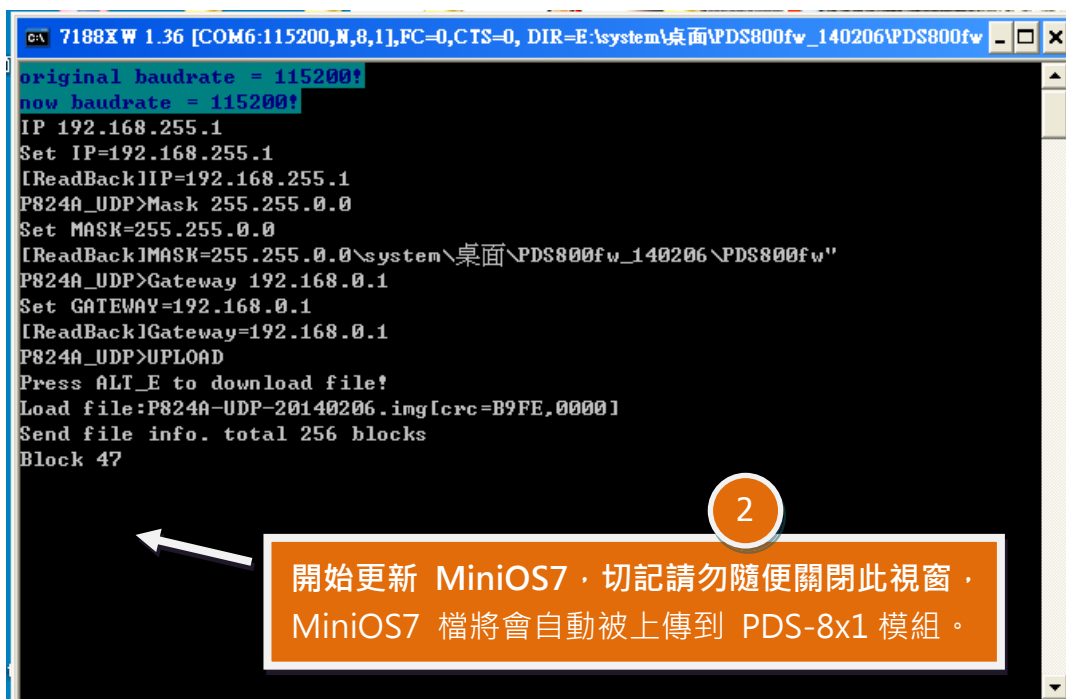 7188XW 1.36 [COM6:115200,N,8,1],FC=0,CTS=0, DIR=E:\system\桌面\PDS800fw_140206\PDS800fw
original baudrate = 115200!
now baudrate = 115200!
IP 192.168.255.1
Set IP=192.168.255.1
[ReadBack]IP=192.168.255.1
P824A_UDP>Mask 255.255.0.0
Set MASK=255.255.0.0
[ReadBack]MASK=255.255.0.0\system\桌面\PDS800fw_140206\PDS800fw"
P824A_UDP>Gateway 192.168.0.1
Set GATEWAY=192.168.0.1
[ReadBack]Gateway=192.168.0.1
P824A_UDP>UPLOAD
Press ALT_E to download file!
Load file:P824A-UDP-20140206.img[crc=B9FE,0000]
Send file info. total 256 blocks
Block 47
2
開始更新 MiniOS7，切記請勿隨便關閉此視窗，
MiniOS7 檔將會自動被上傳到 PDS-8x1 模組。